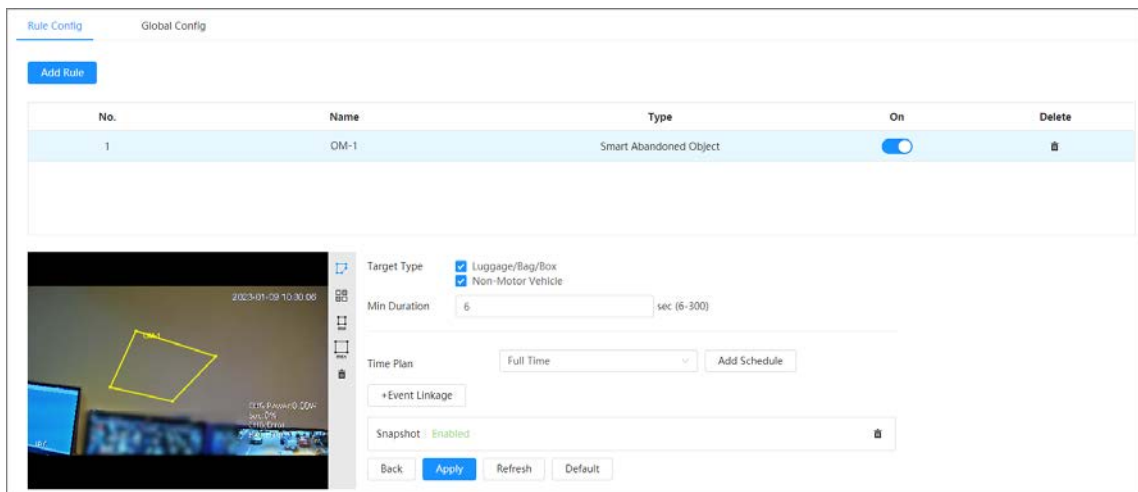 Rule Config Global Config
Add Rule
No. Name Type On Delete
1 OM-1 Smart Abandoned Object
Target Type Luggage/Bag/Box
Non-Motor Vehicle
2023-01-09 10:30:06
Min Duration 6 sec (6-300)
OM-1
Time Plan Full Time Add Schedule
+Event Linkage
Snapshot : Enabled
Back Apply Refresh Default